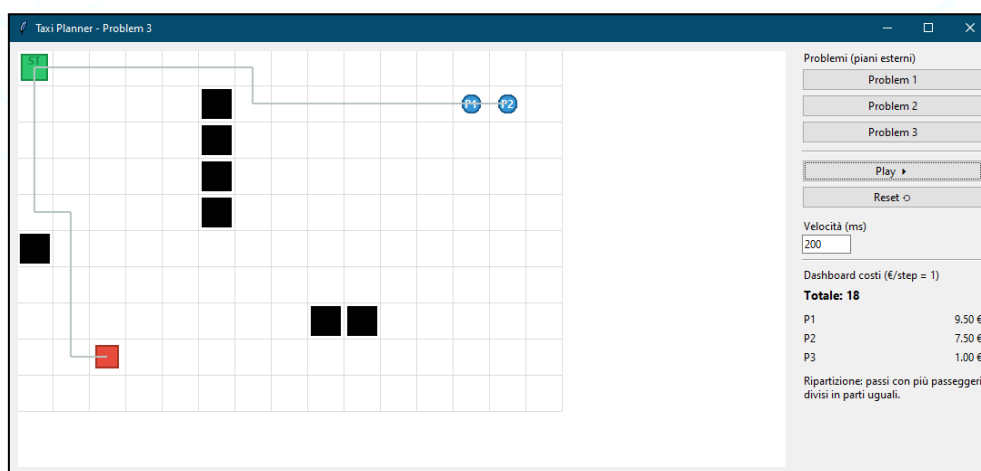 Taxi Planner - Problem 3
ST
P1
P2
Problemi (piani esterni)
Problem 1
Problem 2
Problem 3
Play
Reset
Velocità (ms)
200
Dashboard costi (€/step = 1)
Totale: 18
P1 9.50 €
P2 7.50 €
P3 1.00 €
Ripartizione: passi con più passeggeri
divisi in parti uguali.